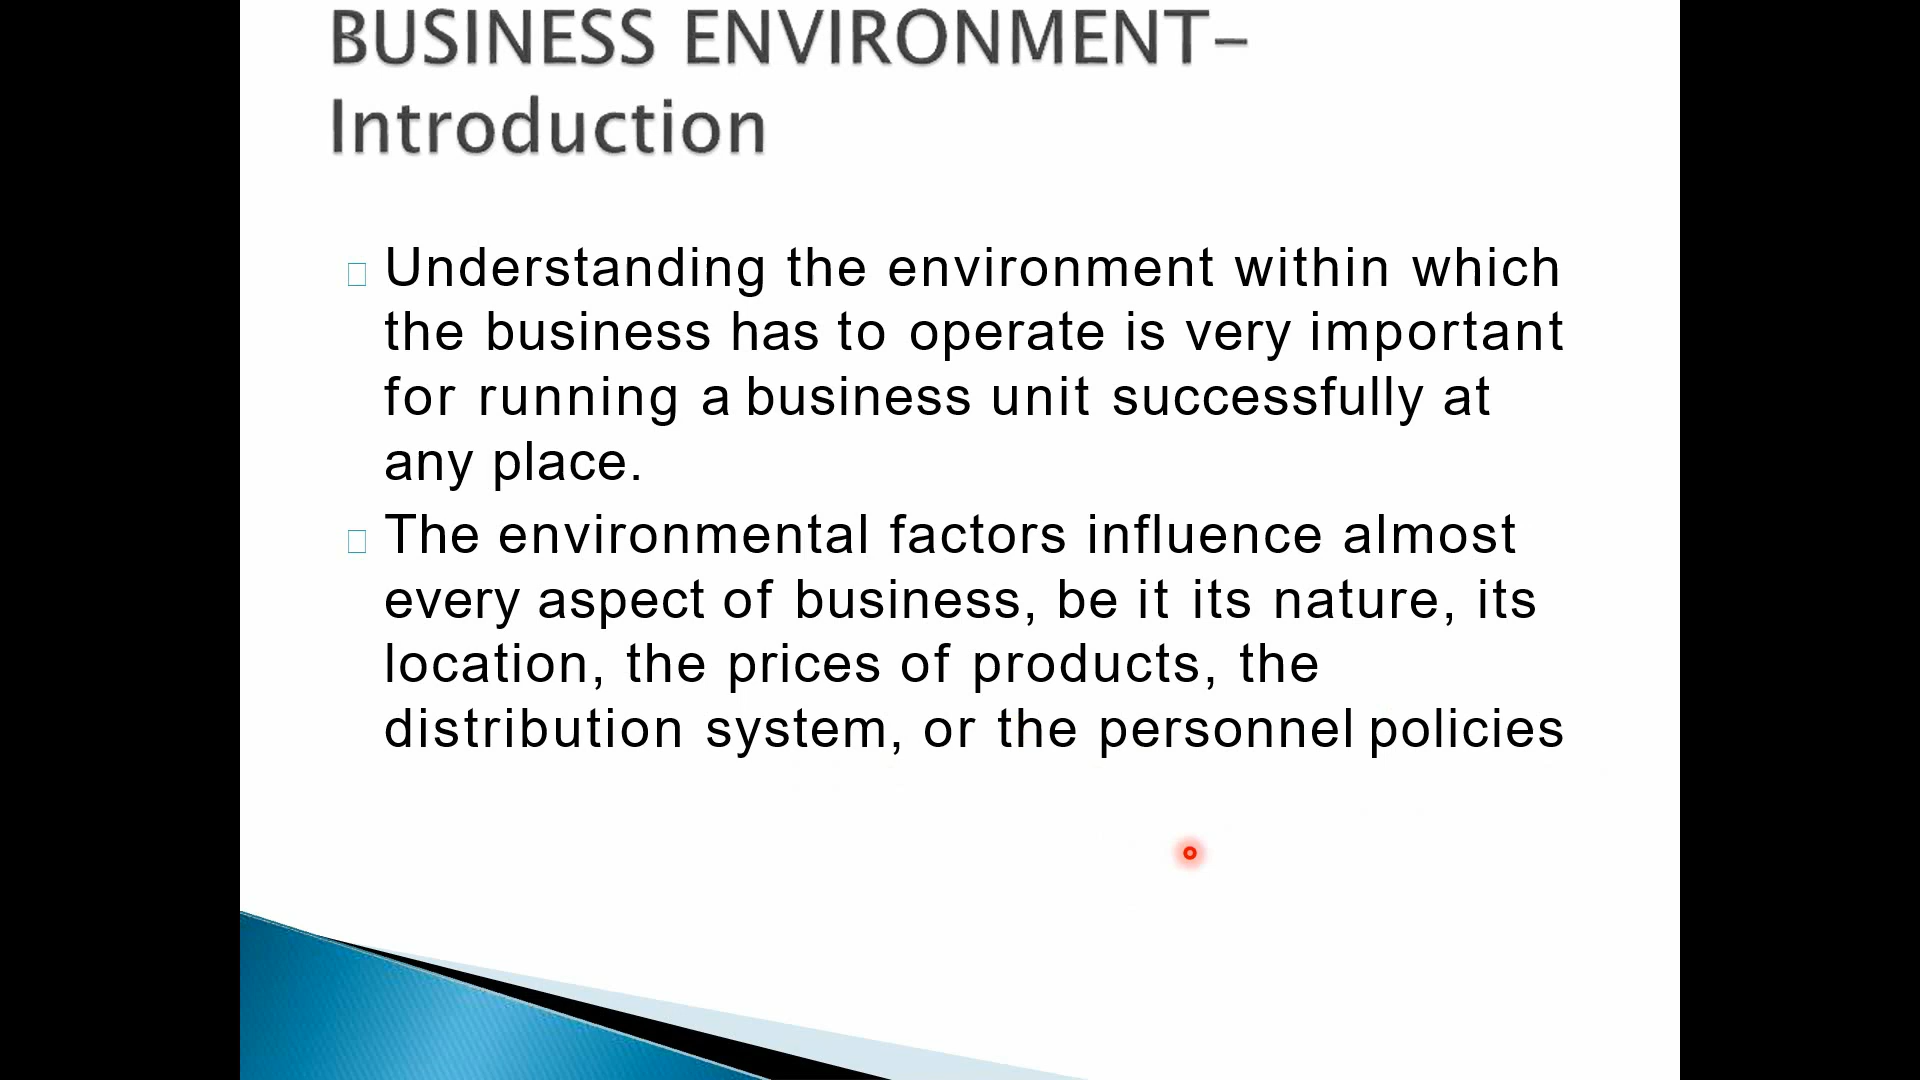 BUSINESS ENVIRONMENT-
Introduction
Understanding the environment within which
the business has to operate is very important
for running a business unit successfully at
any place.
The environmental factors influence almost
every aspect of business, be it its nature, its
location, the prices of products, the
distribution system, or the personnel policies